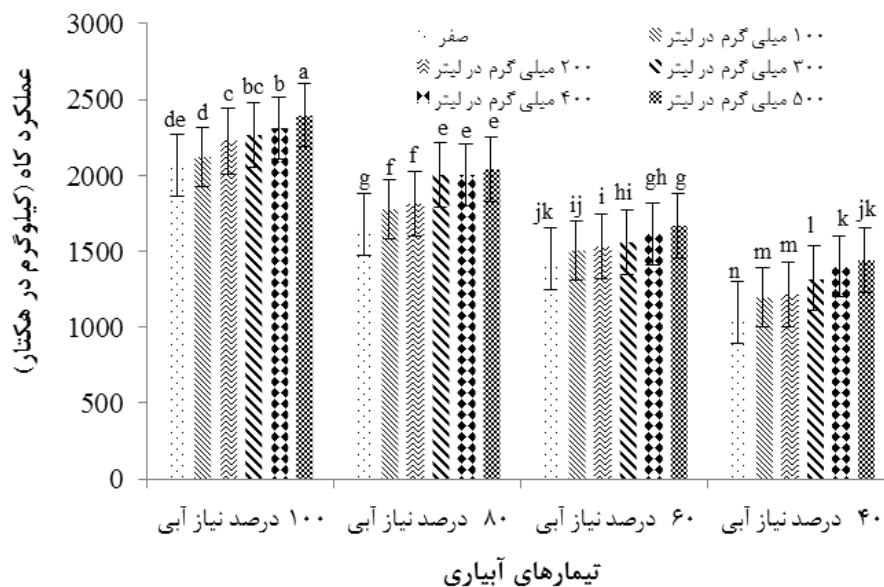 عملکرد کاه (کیلوگرم در هکتار)
3000
2500
2000
1500
1000
500
0
صفر
۱۰۰ میلی گرم در لیتر
۲۰۰ میلی گرم در لیتر
۳۰۰ میلی گرم در لیتر
۴۰۰ میلی گرم در لیتر
۵۰۰ میلی گرم در لیتر
de d c bc b a
g f f e e e
jk ij i hi gh g
n m m l k jk
۱۰۰ درصد نیاز آبی
۸۰ درصد نیاز آبی
۶۰ درصد نیاز آبی
۴۰ درصد نیاز آبی
تیمارهای آبیاری